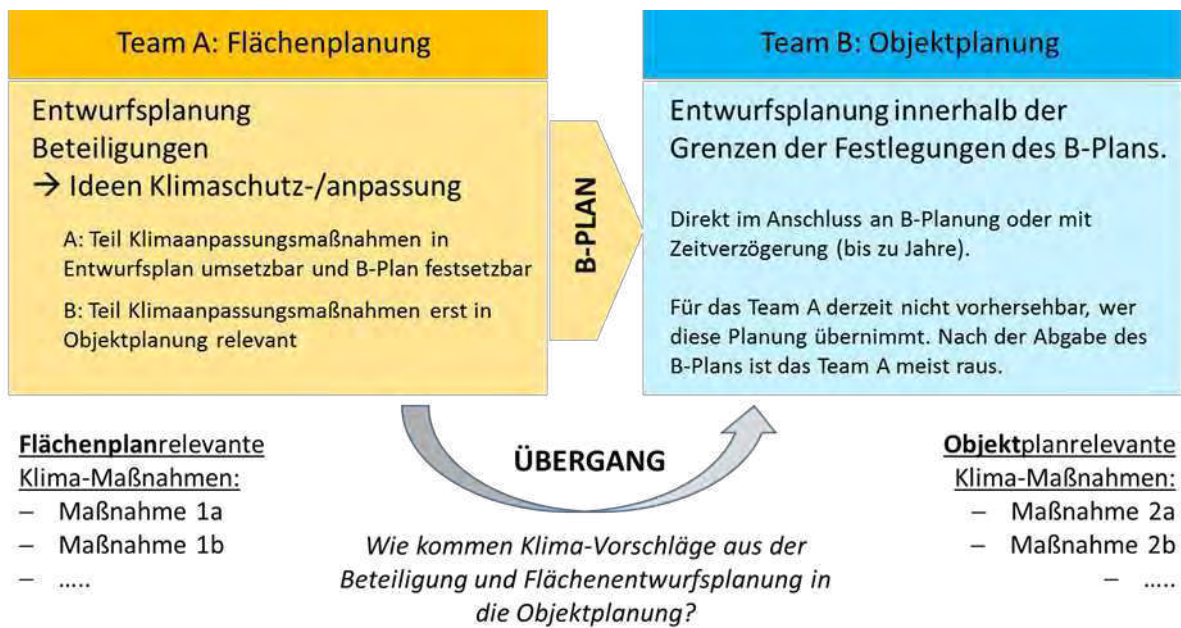 Team A: Flächenplanung
Entwurfsplanung
Beteiligungen
→ Ideen Klimaschutz-/anpassung
A: Teil Klimaanpassungsmaßnahmen in
Entwurfsplan umsetzbar und B-Plan festsetzbar
B: Teil Klimaanpassungsmaßnahmen erst in
Objektplanung relevant
B-PLAN
Team B: Objektplanung
Entwurfsplanung innerhalb der
Grenzen der Festlegungen des B-Plans.
Direkt im Anschluss an B-Planung oder mit
Zeitverzögerung (bis zu Jahre).
Für das Team A derzeit nicht vorhersehbar, wer
diese Planung übernimmt. Nach der Abgabe des
B-Plans ist das Team A meist raus.
Flächenplanrelevante
Klima-Maßnahmen:
– Maßnahme 1a
– Maßnahme 1b
– .....
ÜBERGANG
Wie kommen Klima-Vorschläge aus der
Beteiligung und Flächenentwurfsplanung in
die Objektplanung?
Objektplanrelevante
Klima-Maßnahmen:
– Maßnahme 2a
– Maßnahme 2b
– .....